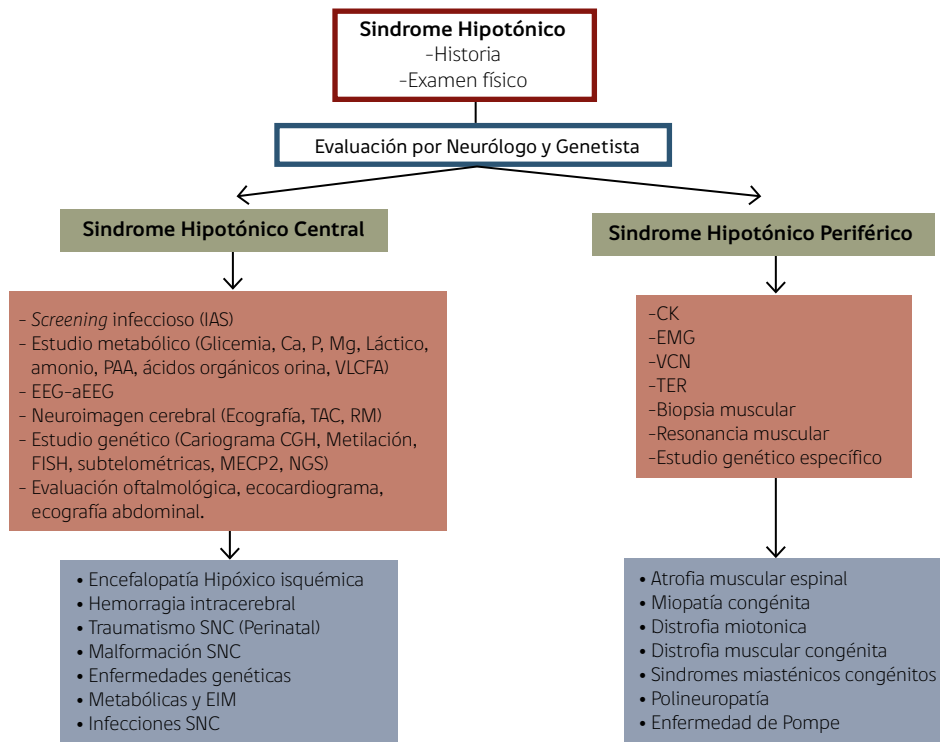 Sindrome Hipotónico
-Historia
-Examen físico
Evaluación por Neurólogo y Genetista
Sindrome Hipotónico Central
- Screening infeccioso (IAS)
- Estudio metabólico (Glicemia, Ca, P, Mg, Láctico,
amonio, PAA, ácidos orgánicos orina, VLCFA)
- EEG-aEEG
- Neuroimagen cerebral (Ecografía, TAC, RM)
- Estudio genético (Cariograma CGH, Metilación,
FISH, subtelométricas, MECP2, NGS)
- Evaluación oftalmológica, ecocardiograma,
ecografía abdominal.
• Encefalopatía Hipóxico isquémica
• Hemorragia intracerebral
• Traumatismo SNC (Perinatal)
• Malformación SNC
• Enfermedades genéticas
• Metabólicas y EIM
• Infecciones SNC
Sindrome Hipotónico Periférico
-CK
-EMG
-VCN
-TER
-Biopsia muscular
-Resonancia muscular
-Estudio genético específico
• Atrofia muscular espinal
• Miopatía congénita
• Distrofia miotonica
• Distrofia muscular congénita
• Sindromes miasténicos congénitos
• Polineuropatía
• Enfermedad de Pompe